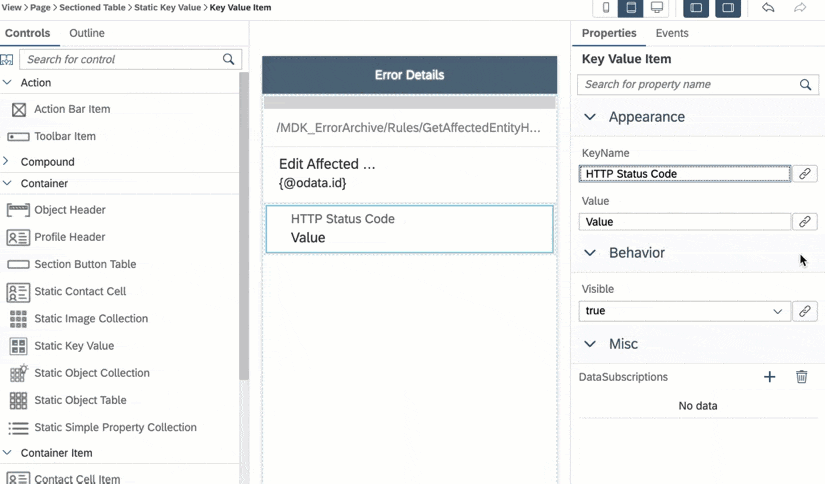 View > Page > Sectioned Table > Static Key Value > Key Value Item
Controls
Outline
Search for control
Action
Action Bar Item
Toolbar Item
Compound
Container
Object Header
Profile Header
Section Button Table
Static Contact Cell
Static Image Collection
Static Key Value
Static Object Collection
Static Object Table
Static Simple Property Collection
Container Item
Contact Cell Item
Error Details
/MDK_ErrorArchive/Rules/GetAffectedEntityH...
Edit Affected ...
{@odata.id}
HTTP Status Code
Value
Properties
Events
Key Value Item
Search for property name
Appearance
KeyName
HTTP Status Code
Value
Value
Behavior
Visible
true
Misc
DataSubscriptions
No data